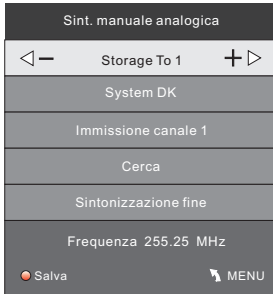 Sint. manuale analogica
Storage To 1
System DK
Immissione canale 1
Cerca
Sintonizzazione fine
Frequenza 255.25 MHz
Salva MENU